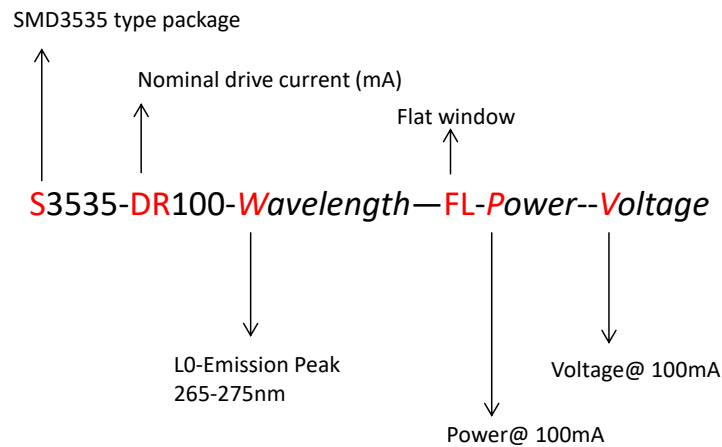 SMD3535 type package
Nominal drive current (mA)
Flat window
S3535-DR100-Wavelength—FL-Power--Voltage
L0-Emission Peak
265-275nm
Voltage@ 100mA
Power@ 100mA